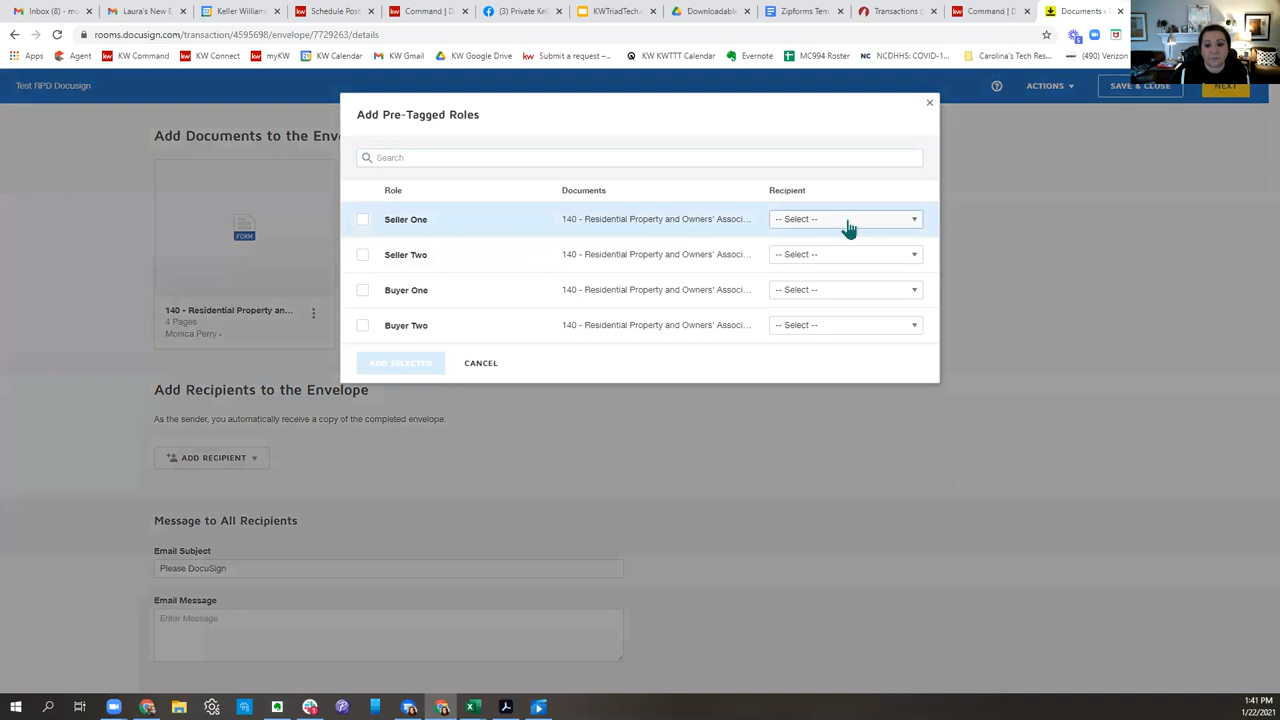 Inbox (8) - mo
Laura's New E
Keller William
Schedule Post
Command | D
(3) Private Kel
KWTriadTech.c
Downloadable
Zipforms Tem
Transactions (
Command | D
Documents ›
rooms.docusign.com/transaction/4595698/envelope/7729263/details
Apps
Agent
KW Command
KW Connect
myKW
KW Gmail
KW Calendar
KW Google Drive
Submit a request –...
KW KWTTT Calendar
Evernote
MC994 Roster
NC
NCDHHS: COVID-1...
Carolina's Tech Res...
(490) Verizon
Test RPD Docusign
ACTIONS
SAVE & CLOSE
NEXT
Add Documents to the Env
FORM
140 - Residential Property an...
4 Pages
Monica Perry -
Add Pre-Tagged Roles
×
Search
Role Documents Recipient
Seller One 140 - Residential Property and Owners' Associ... -- Select --
Seller Two 140 - Residential Property and Owners' Associ... -- Select --
Buyer One 140 - Residential Property and Owners' Associ... -- Select --
Buyer Two 140 - Residential Property and Owners' Associ... -- Select --
ADD SELECTED CANCEL
Add Recipients to the Envelope
As the sender, you automatically receive a copy of the completed envelope.
ADD RECIPIENT
Message to All Recipients
Email Subject
Please DocuSign
Email Message
Enter Message
1:41 PM
1/22/2021